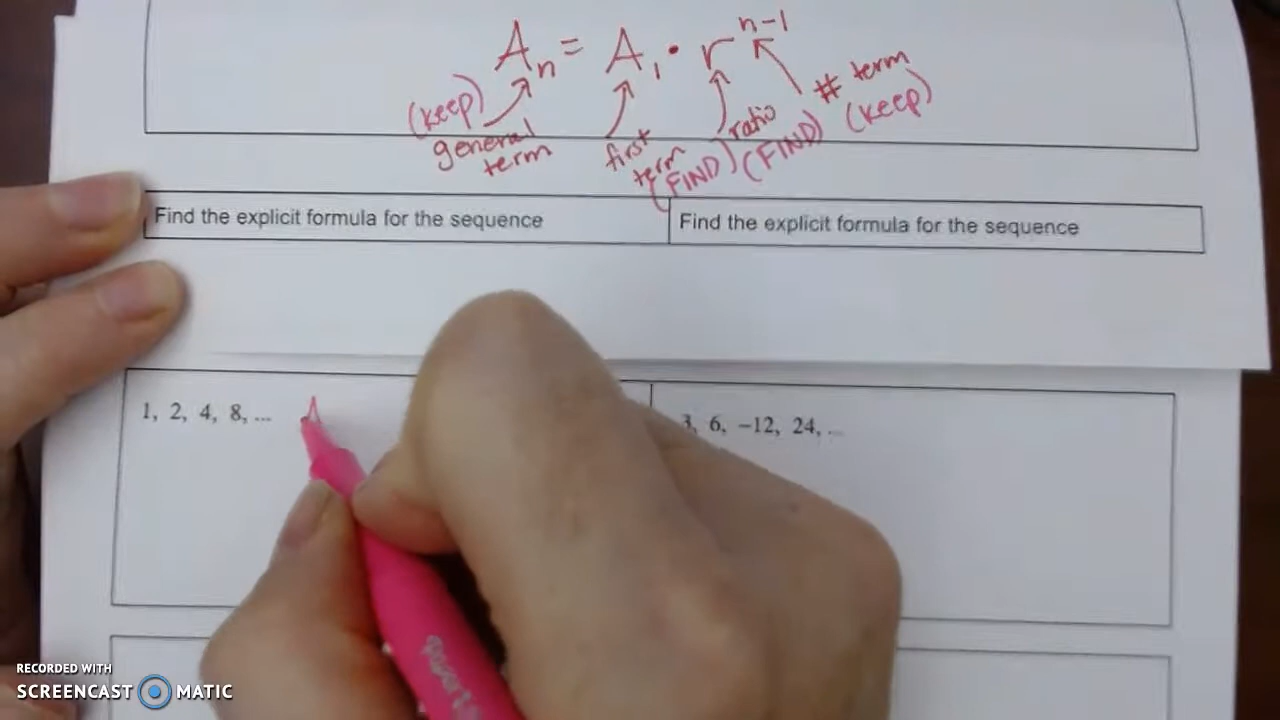 Aₙ = A₁ • r^(n-1)
(keep) general term
first term (FIND)
ratio (FIND)
# term (keep)
Find the explicit formula for the sequence
Find the explicit formula for the sequence
1, 2, 4, 8, ... A
3, 6, −12, 24, ...
RECORDED WITH
SCREENCAST MATIC